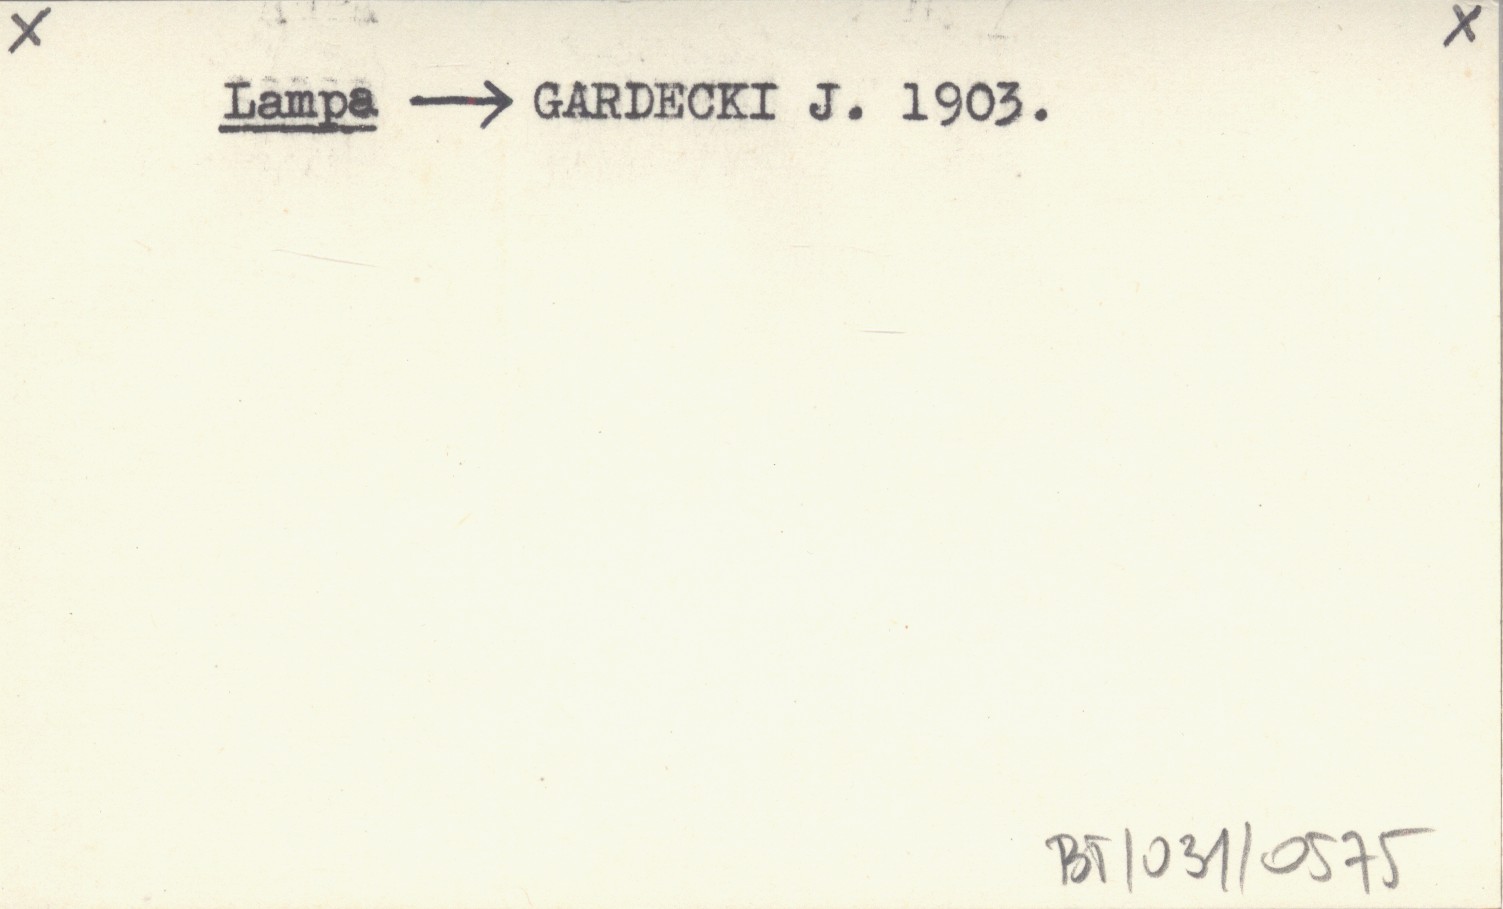 X X
Lampa → GARDECKI J. 1903.
BT/031/0575